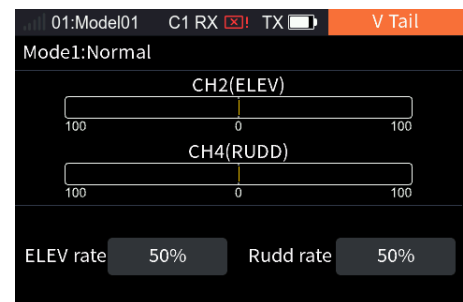 01:Model01 C1 RX ! TX V Tail
Mode1:Normal
CH2(ELEV)
100 0 100
CH4(RUDD)
100 0 100
ELEV rate 50% Rudd rate 50%